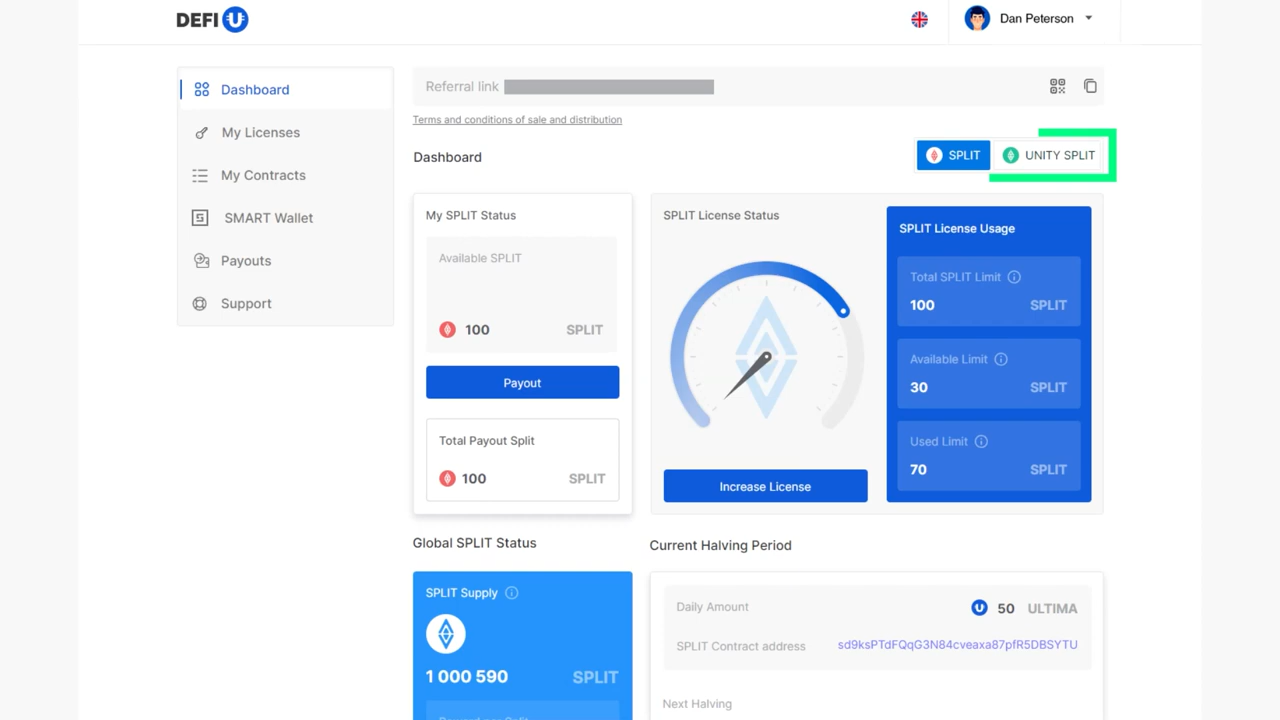 DEFI U
Dan Peterson
Dashboard
My Licenses
My Contracts
SMART Wallet
Payouts
Support
Referral link
Terms and conditions of sale and distribution
Dashboard
SPLIT
UNITY SPLIT
My SPLIT Status
Available SPLIT
100 SPLIT
Payout
Total Payout Split
100 SPLIT
SPLIT License Status
Increase License
SPLIT License Usage
Total SPLIT Limit
100 SPLIT
Available Limit
30 SPLIT
Used Limit
70 SPLIT
Global SPLIT Status
SPLIT Supply
1 000 590 SPLIT
Current Halving Period
Daily Amount
50 ULTIMA
SPLIT Contract address
sd9ksPTdFQqG3N84cveaxa87pfR5DBSYTU
Next Halving